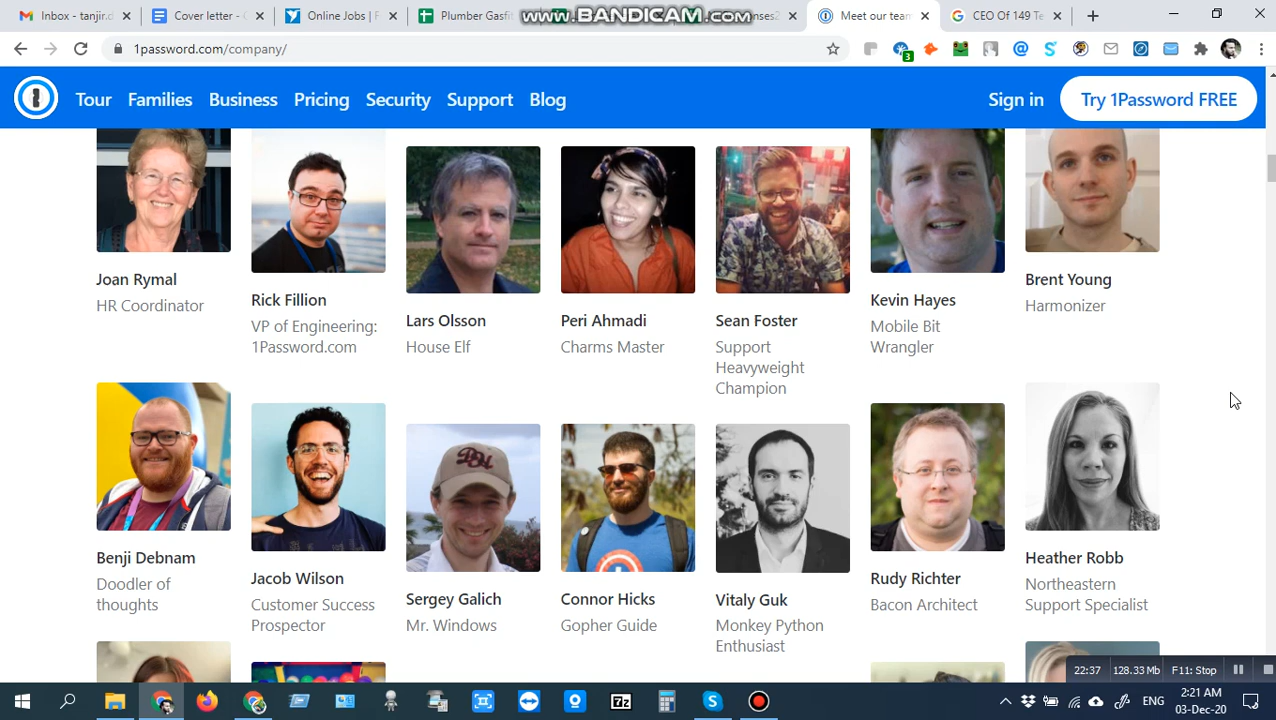 Inbox - tanjir.d
Cover letter - G
Online Jobs | F
Plumber Gasfi
www.BANDICAM.com
nses2
Meet our team
CEO Of 149 Te
1password.com/company/
3
Tour Families Business Pricing Security Support Blog Sign in Try 1Password FREE
Joan Rymal
HR Coordinator
Rick Fillion
VP of Engineering:
1Password.com
Lars Olsson
House Elf
Peri Ahmadi
Charms Master
Sean Foster
Support
Heavyweight
Champion
Kevin Hayes
Mobile Bit
Wrangler
Brent Young
Harmonizer
Benji Debnam
Doodler of
thoughts
Jacob Wilson
Customer Success
Prospector
Sergey Galich
Mr. Windows
Connor Hicks
Gopher Guide
Vitaly Guk
Monkey Python
Enthusiast
Rudy Richter
Bacon Architect
Heather Robb
Northeastern
Support Specialist
22:37 128.33 Mb F11: Stop
ENG
2:21 AM
03-Dec-20